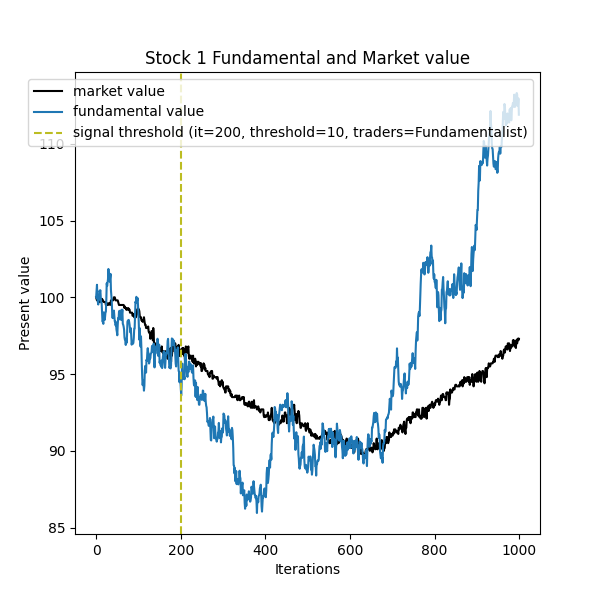 Stock 1 Fundamental and Market value
market value
fundamental value
signal threshold (it=200, threshold=10, traders=Fundamentalist)
110
105
100
95
90
85
Present value
0 200 400 600 800 1000
Iterations